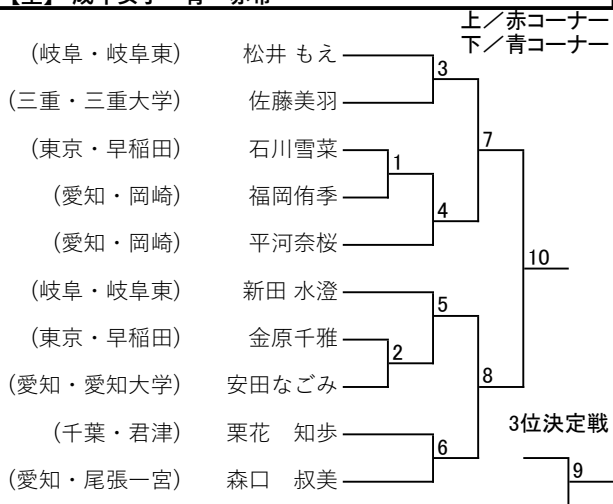 上／赤コーナー
下／青コーナー
(岐阜・岐阜東) 松井 もえ
3
(三重・三重大学) 佐藤美羽
(東京・早稲田) 石川雪菜
7
1
(愛知・岡崎) 福岡侑季
4
(愛知・岡崎) 平河奈桜
10
(岐阜・岐阜東) 新田 水澄
5
(東京・早稲田) 金原千雅
2
(愛知・愛知大学) 安田なごみ
8
(千葉・君津) 栗花　知歩
3位決定戦
6
(愛知・尾張一宮) 森口　叔美
9